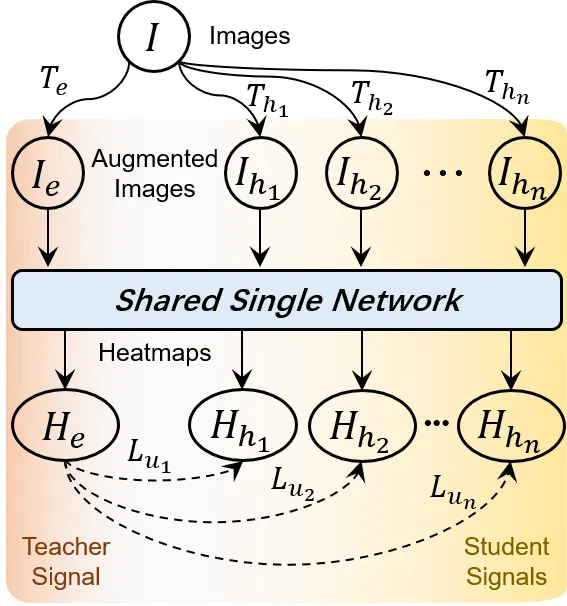 I Images
T_e T_{h_1} T_{h_2} T_{h_n}
I_e Augmented Images I_{h_1} I_{h_2} ··· I_{h_n}
Shared Single Network
Heatmaps
H_e H_{h_1} H_{h_2} ··· H_{h_n}
L_{u_1} L_{u_2} L_{u_n}
Teacher
Signal
Student
Signals